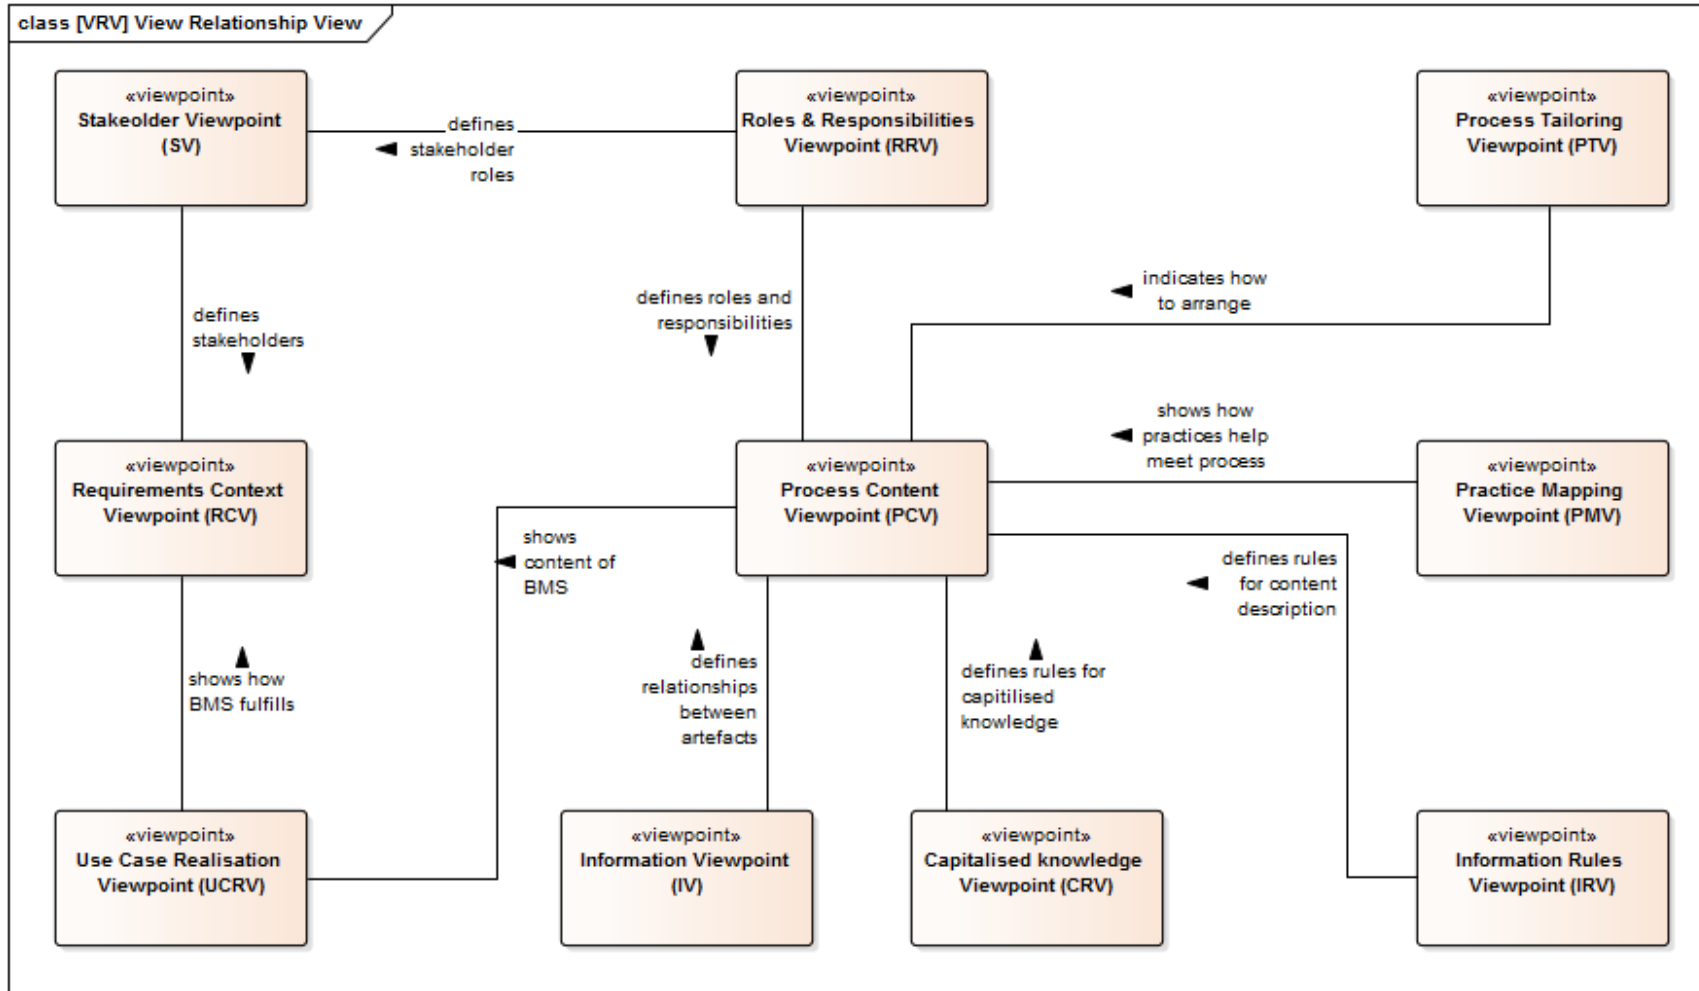 class [VRV] View Relationship View
«viewpoint»
Stakeolder Viewpoint
(SV)
defines
stakeholder
roles
«viewpoint»
Roles & Responsibilities
Viewpoint (RRV)
«viewpoint»
Process Tailoring
Viewpoint (PTV)
defines
stakeholders
defines roles and
responsibilities
indicates how
to arrange
shows how
practices help
meet process
«viewpoint»
Requirements Context
Viewpoint (RCV)
«viewpoint»
Process Content
Viewpoint (PCV)
«viewpoint»
Practice Mapping
Viewpoint (PMV)
shows
content of
BMS
defines rules
for content
description
shows how
BMS fulfills
defines
relationships
between
artefacts
defines rules for
capitilised
knowledge
«viewpoint»
Use Case Realisation
Viewpoint (UCRV)
«viewpoint»
Information Viewpoint
(IV)
«viewpoint»
Capitalised knowledge
Viewpoint (CRV)
«viewpoint»
Information Rules
Viewpoint (IRV)